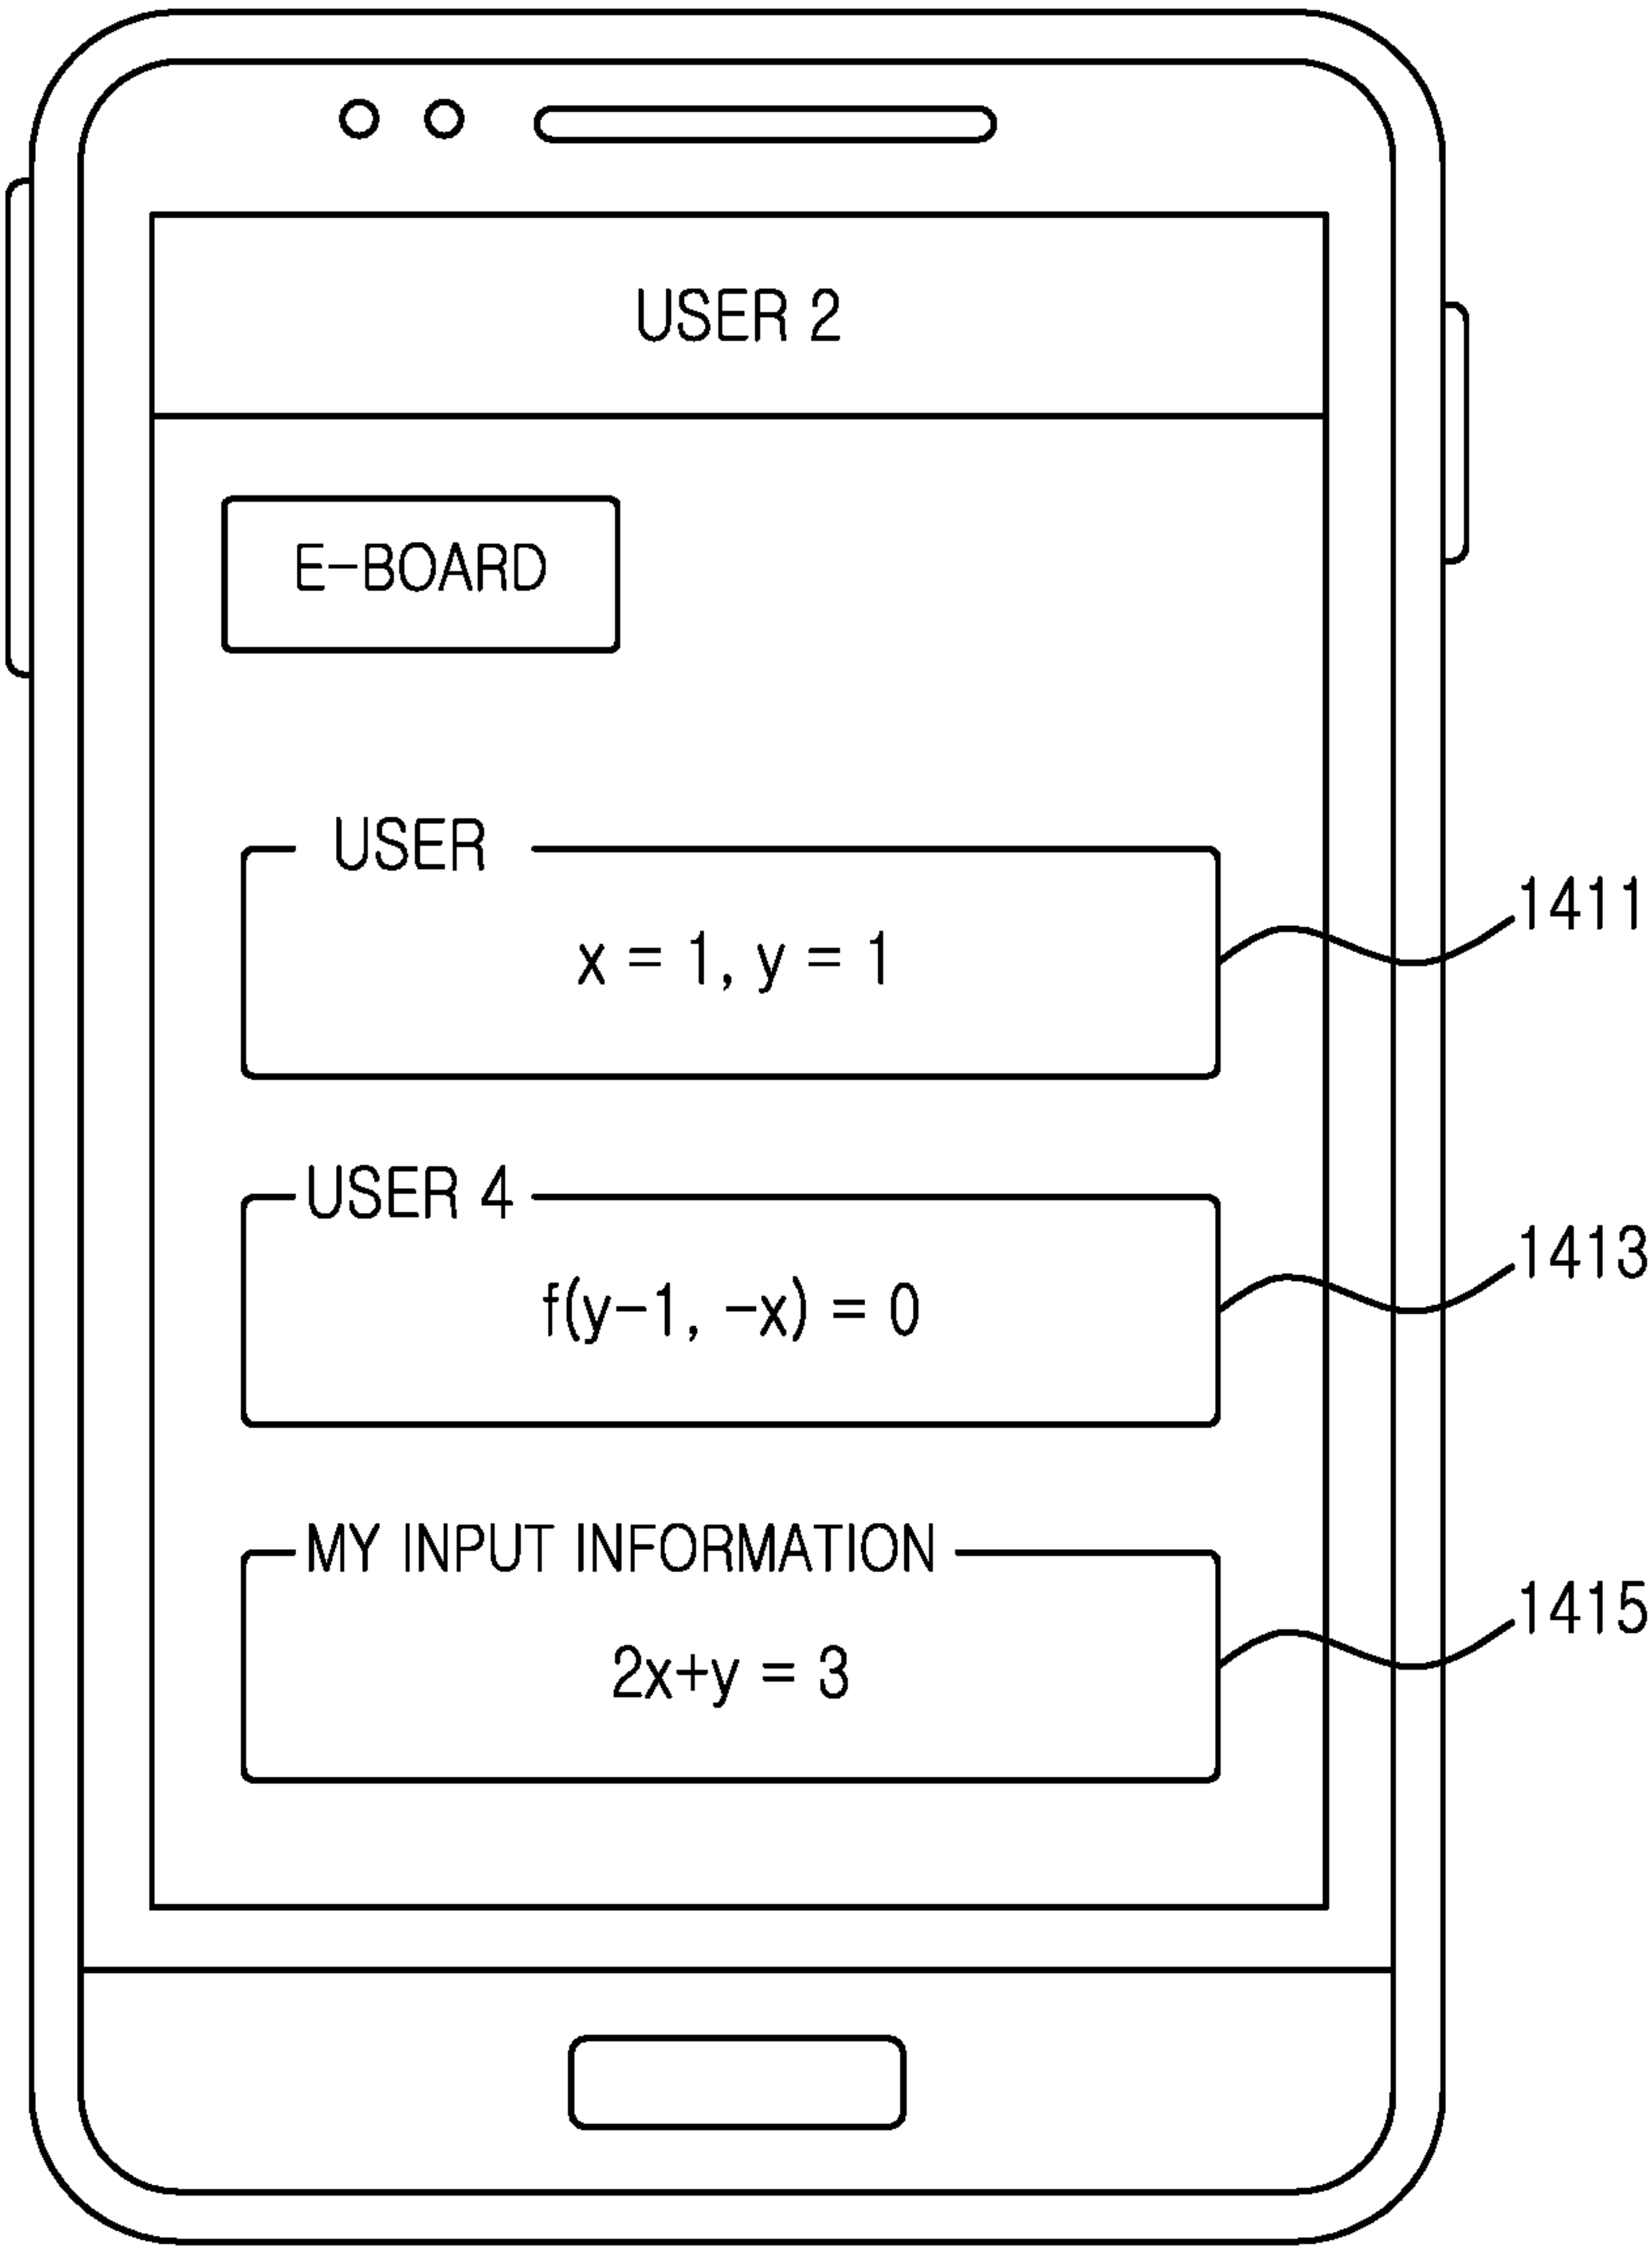 USER 2
E-BOARD
USER
x = 1, y = 1
1411
USER 4
f(y-1, -x) = 0
1413
MY INPUT INFORMATION
2x+y = 3
1415